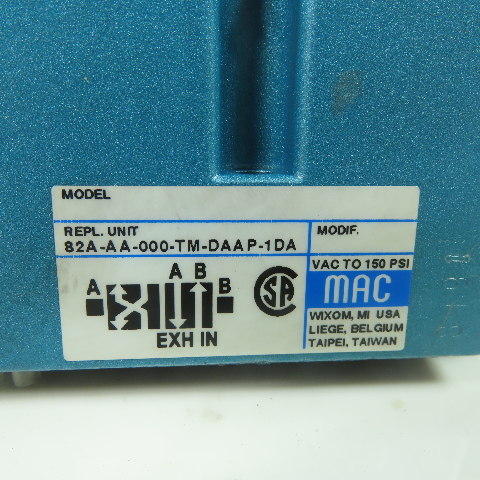 MODEL
REPL. UNIT
82A-AA-000-TM-DAAP-1DA
MODIF.
A B
A B
EXH IN
SA
VAC TO 150 PSI
MAC
WIXOM, MI USA
LIEGE, BELGIUM
TAIPEI, TAIWAN